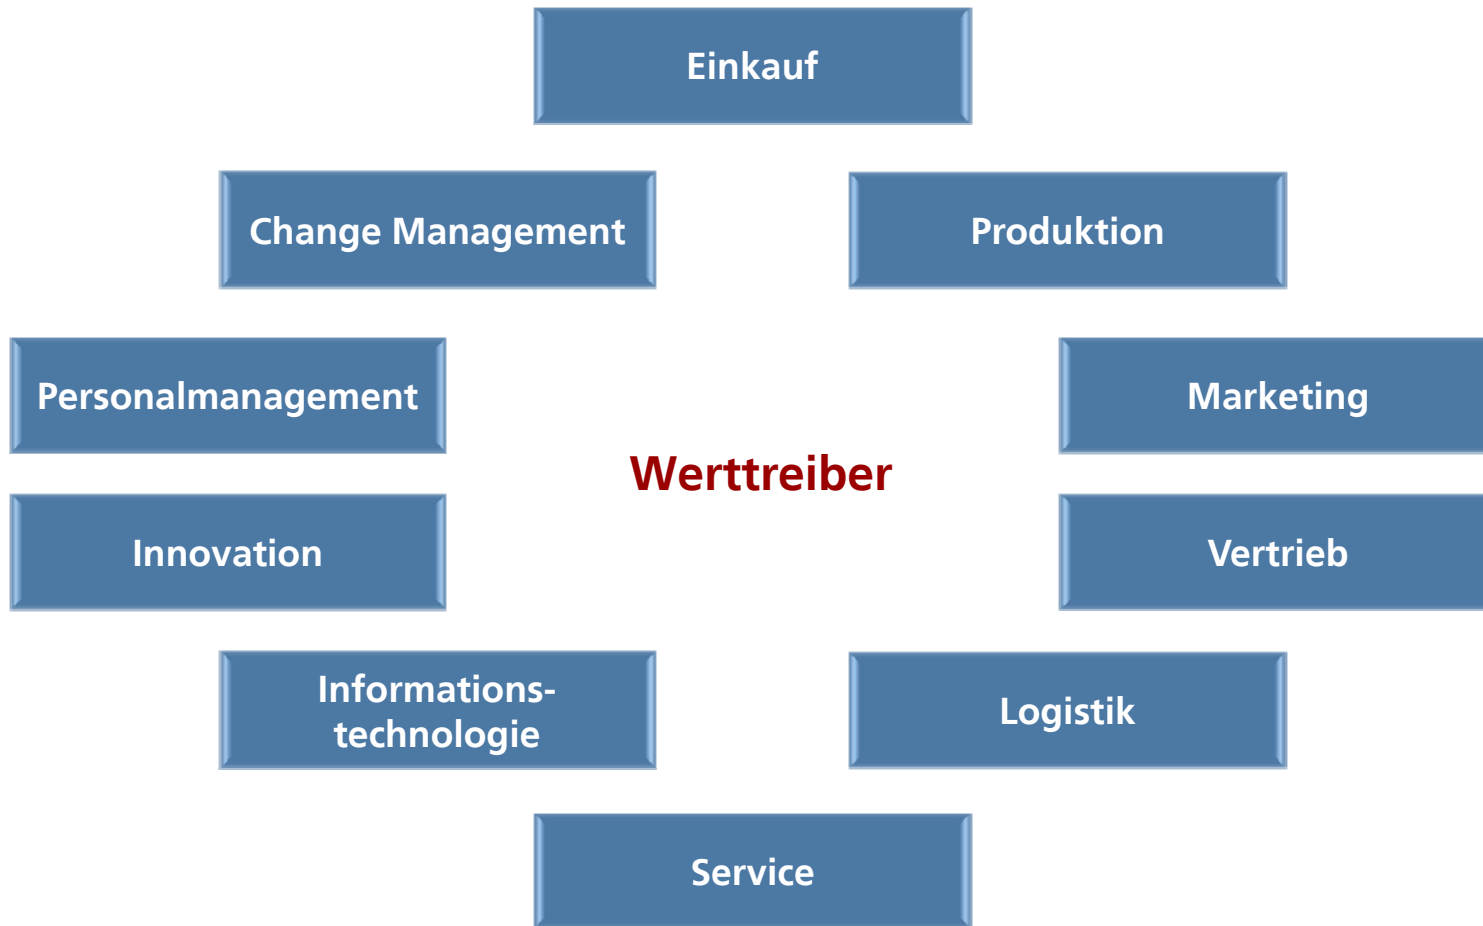 Einkauf
Change Management
Produktion
Personalmanagement
Marketing
Werttreiber
Innovation
Vertrieb
Informations-
technologie
Logistik
Service